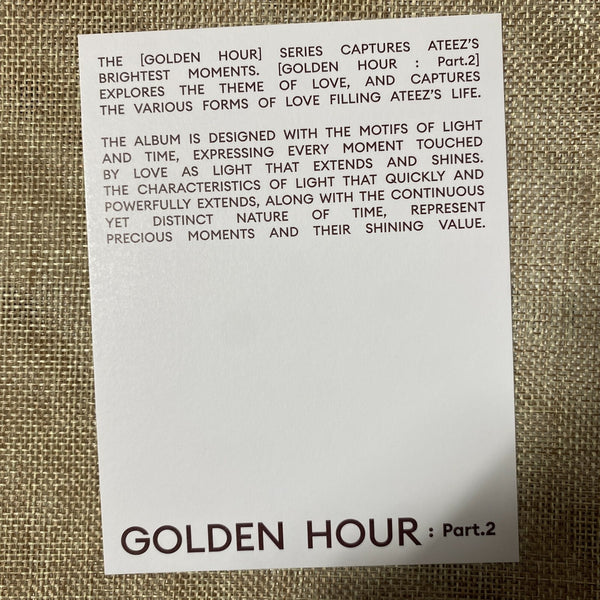 THE [GOLDEN HOUR] SERIES CAPTURES ATEEZ'S
BRIGHTEST MOMENTS. [GOLDEN HOUR : Part.2]
EXPLORES THE THEME OF LOVE, AND CAPTURES
THE VARIOUS FORMS OF LOVE FILLING ATEEZ'S LIFE.
THE ALBUM IS DESIGNED WITH THE MOTIFS OF LIGHT
AND TIME, EXPRESSING EVERY MOMENT TOUCHED
BY LOVE AS LIGHT THAT EXTENDS AND SHINES.
THE CHARACTERISTICS OF LIGHT THAT QUICKLY AND
POWERFULLY EXTENDS, ALONG WITH THE CONTINUOUS
YET DISTINCT NATURE OF TIME, REPRESENT
PRECIOUS MOMENTS AND THEIR SHINING VALUE.
GOLDEN HOUR : Part.2